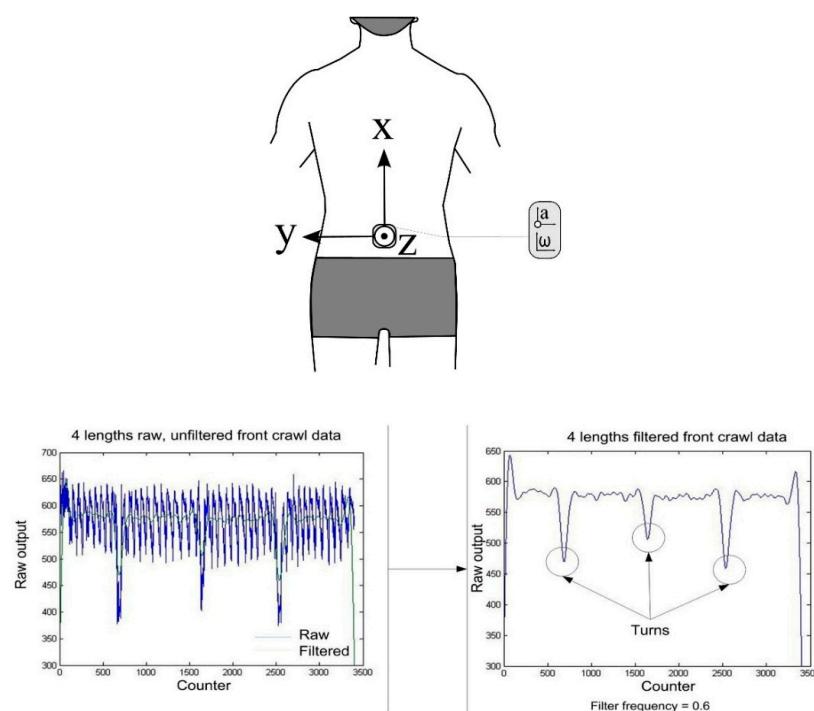 x
y
z
a
ω
4 lengths raw, unfiltered front crawl data
700
650
600
550
500
450
400
350
300
Raw output
0 500 1000 1500 2000 2500 3000 3500
Counter
Raw
Filtered
4 lengths filtered front crawl data
650
600
550
500
450
400
350
300
Raw output
0 500 1000 1500 2000 2500 3000 3500
Counter
Turns
Filter frequency = 0.6